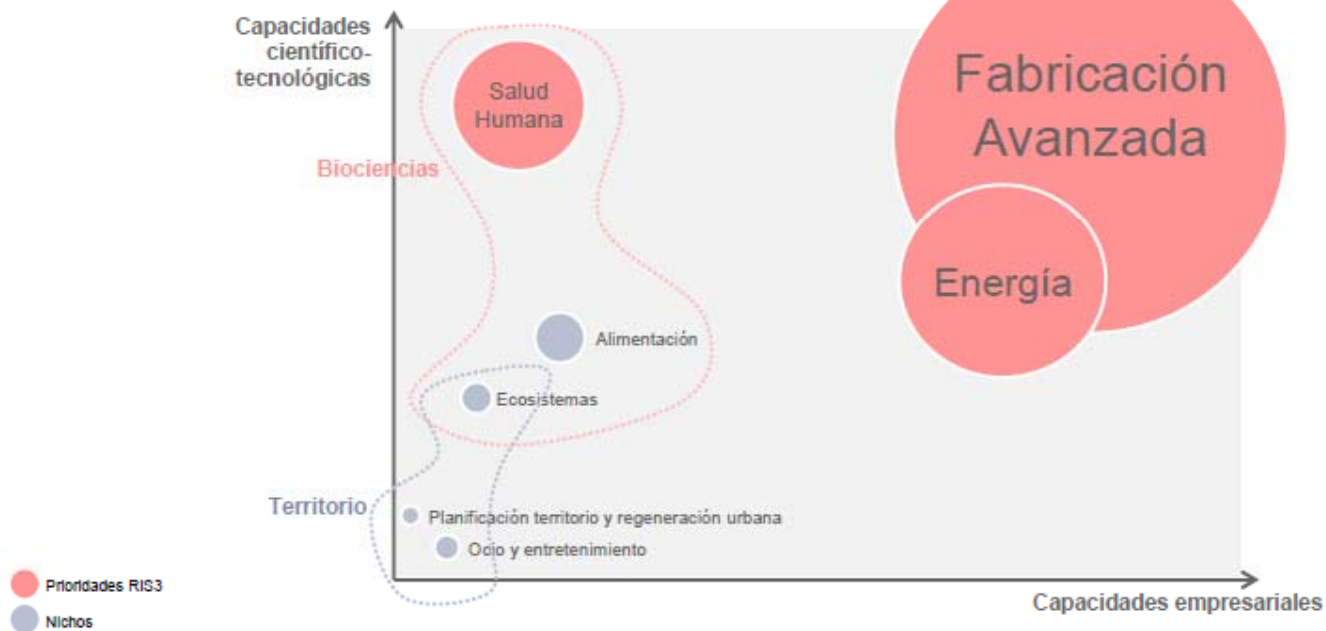 Capacidades
científico-
tecnológicas
Salud
Humana
Fabricación
Avanzada
Biociencias
Energía
Alimentación
Ecosistemas
Territorio
Planificación territorio y regeneración urbana
Ocio y entretenimiento
Prioridades RIS3
Nichos
Capacidades empresariales